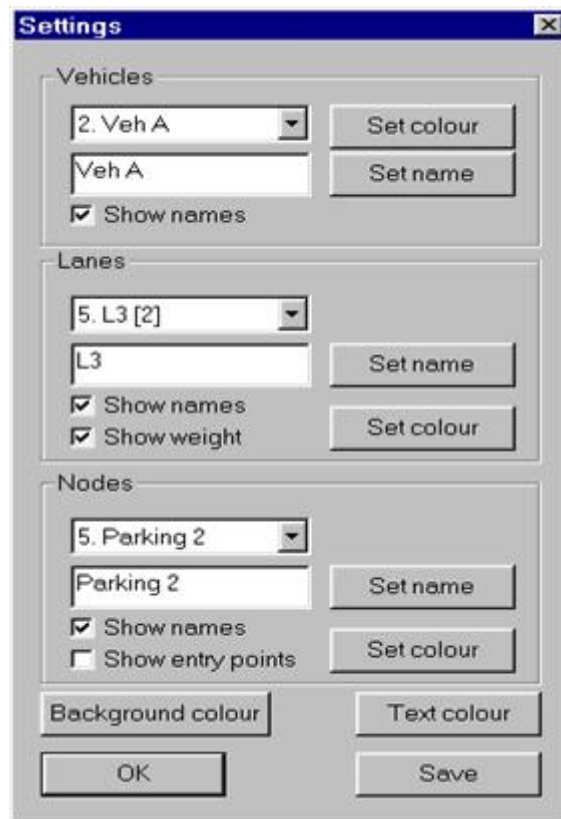 Settings
Vehicles
2. Veh A
Set colour
Veh A
Set name
Show names
Lanes
5. L3 [2]
L3
Set name
Show names
Show weight
Set colour
Nodes
5. Parking 2
Parking 2
Set name
Show names
Show entry points
Set colour
Background colour
Text colour
OK
Save